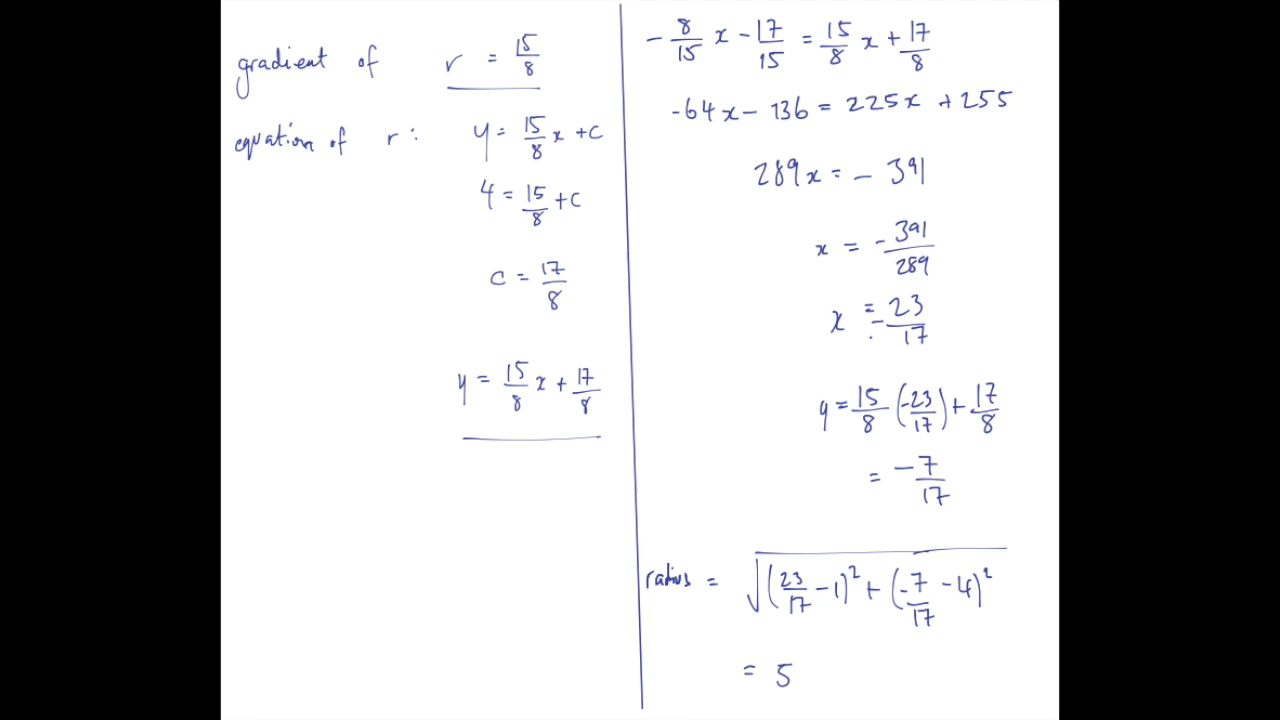 gradient of r = 15/8
equation of r: y = 15/8 x + c
4 = 15/8 + c
c = 17/8
y = 15/8 x + 17/8
- 8/15 x - 17/15 = 15/8 x + 17/8
-64x - 136 = 225x + 255
289x = - 391
x = - 391/289
x = - 23/17
y = 15/8 (-23/17) + 17/8
= -7/17
radius = √((23/17 - 1)² + (-7/17 - 4)²)
= 5